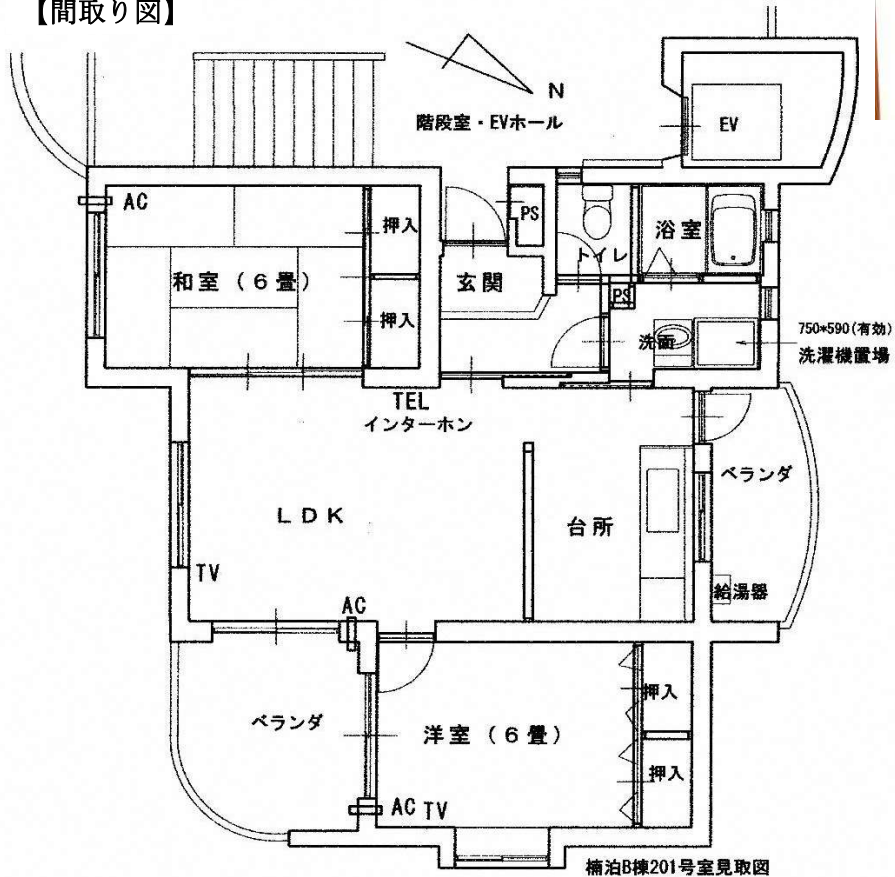 【間取り図】
N
階段室・EVホール
EV
AC
押入
PS
トイレ
浴室
和室(6畳)
玄関
押入
PS
洗面
750*590(有効)
洗濯機置場
TEL
インターホン
ベランダ
LDK
台所
TV
給湯器
AC
ベランダ
洋室(6畳)
押入
押入
AC TV
楠泊B棟201号室見取図